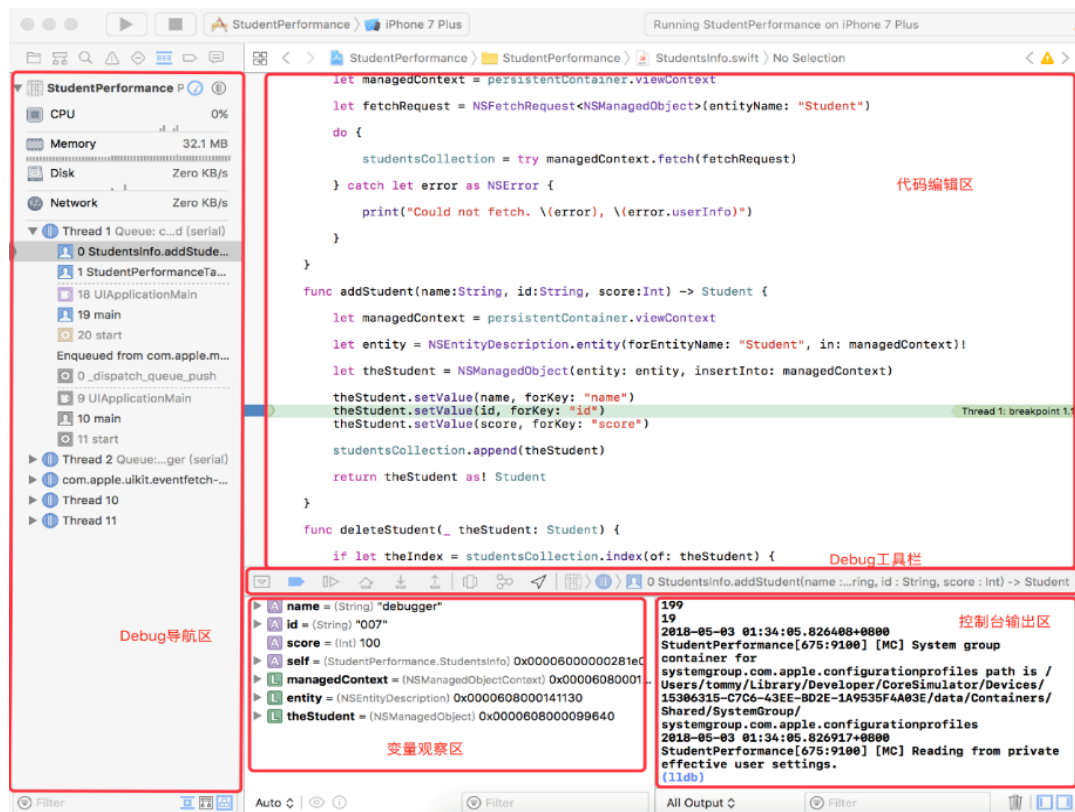 StudentPerformance 〉 iPhone 7 Plus
Running StudentPerformance on iPhone 7 Plus
StudentPerformance 〉 StudentPerformance 〉 StudentsInfo.swift 〉 No Selection
StudentPerformance P
CPU 0%
Memory 32.1 MB
Disk Zero KB/s
Network Zero KB/s
Thread 1 Queue: c...d (serial)
0 StudentsInfo.addStude...
1 StudentPerformanceTa...
18 UIApplicationMain
19 main
20 start
Enqueued from com.apple.m...
0 _dispatch_queue_push
9 UIApplicationMain
10 main
11 start
Thread 2 Queue:...ger (serial)
com.apple.uikit.eventfetch-...
Thread 10
Thread 11
Debug导航区
Filter
let managedContext = persistentContainer.viewContext
let fetchRequest = NSFetchRequest<NSManagedObject>(entityName: "Student")
do {
studentsCollection = try managedContext.fetch(fetchRequest)
} catch let error as NSError {
print("Could not fetch. \(error), \(error.userInfo)")
}
}
代码编辑区
func addStudent(name:String, id:String, score:Int) -> Student {
let managedContext = persistentContainer.viewContext
let entity = NSEntityDescription.entity(forEntityName: "Student", in: managedContext)!
let theStudent = NSManagedObject(entity: entity, insertInto: managedContext)
theStudent.setValue(name, forKey: "name")
theStudent.setValue(id, forKey: "id")
Thread 1: breakpoint 1.1
theStudent.setValue(score, forKey: "score")
studentsCollection.append(theStudent)
return theStudent as! Student
}
func deleteStudent(_ theStudent: Student) {
if let theIndex = studentsCollection.index(of: theStudent) {
Debug工具栏
0 StudentsInfo.addStudent(name :...ring, id : String, score : Int) -> Student
A name = (String) "debugger"
A id = (String) "007"
A score = (Int) 100
A self = (StudentPerformance.StudentsInfo) 0x00006000000281e0
L managedContext = (NSManagedObjectContext) 0x00006080001...
L entity = (NSEntityDescription) 0x0000608000141130
L theStudent = (NSManagedObject) 0x0000608000099640
变量观察区
Auto
Filter
199
19
控制台输出区
2018-05-03 01:34:05.826408+0800
StudentPerformance[675:9100] [MC] System group
container for
systemgroup.com.apple.configurationprofiles path is /
Users/tommy/Library/Developer/CoreSimulator/Devices/
15306315-C7C6-43EE-BD2E-1A9535F4A03E/data/Containers/
Shared/SystemGroup/
systemgroup.com.apple.configurationprofiles
2018-05-03 01:34:05.826917+0800
StudentPerformance[675:9100] [MC] Reading from private
effective user settings.
(lldb)
All Output
Filter